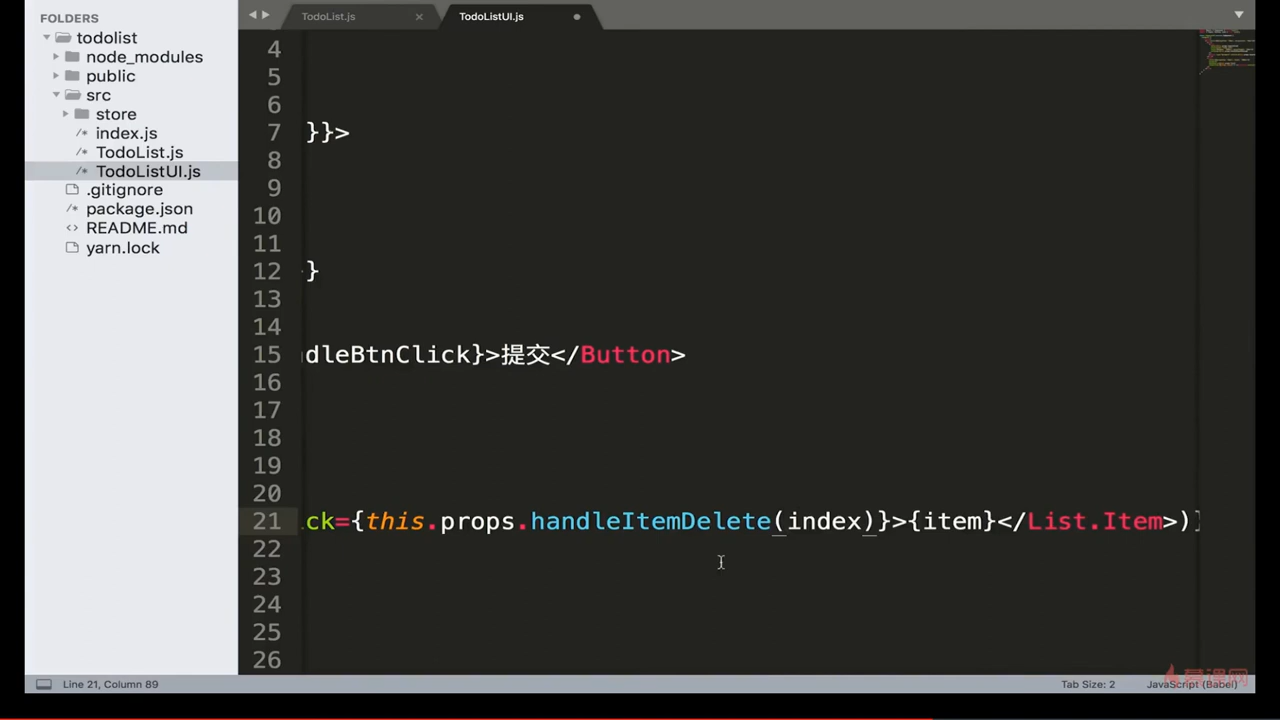 FOLDERS
todolist
node_modules
public
src
store
/* index.js
/* TodoList.js
/* TodoListUI.js
.gitignore
/* package.json
<> README.md
yarn.lock
TodoList.js ×
TodoListUI.js
4
5
6
7 }}>
8
9
10
11
12 }
13
14
15 dleBtnClick}>提交</Button>
16
17
18
19
20
21 ck={this.props.handleItemDelete(index)}>{item}</List.Item>)}
22
23
24
25
26
Line 21, Column 89
Tab Size: 2
JavaScript (Babel)
慕课网